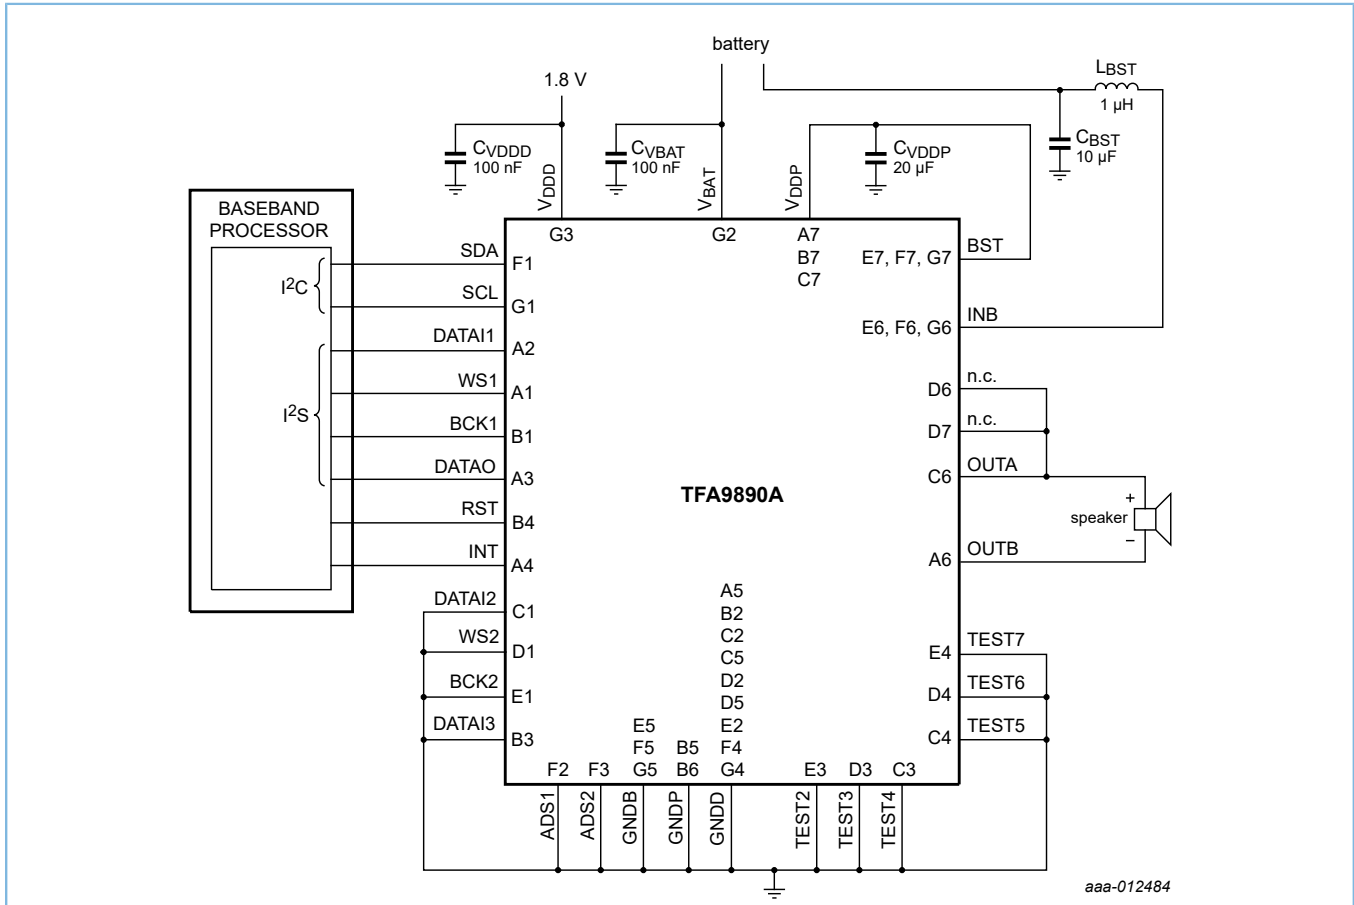 battery
1.8 V
LBST
1 µH
CVDDD
100 nF
CVBAT
100 nF
CVDDP
20 µF
CBST
10 µF
VDDD
VBAT
VDDP
BASEBAND
PROCESSOR
I2C
I2S
SDA
SCL
DATAI1
WS1
BCK1
DATAO
RST
INT
DATAI2
WS2
BCK2
DATAI3
F1
G1
A2
A1
B1
A3
B4
A4
C1
D1
E1
B3
G3
G2
A7
B7
C7
E7, F7, G7
BST
E6, F6, G6
INB
D6
n.c.
D7
n.c.
C6
OUTA
A6
OUTB
+
speaker
−
TFA9890A
E4
TEST7
D4
TEST6
C4
TEST5
A5
B2
C2
C5
D2
D5
E2
F4
G4
E5
F5
G5
B5
B6
F2
F3
E3
D3
C3
ADS1
ADS2
GNDB
GNDP
GNDD
TEST2
TEST3
TEST4
aaa-012484